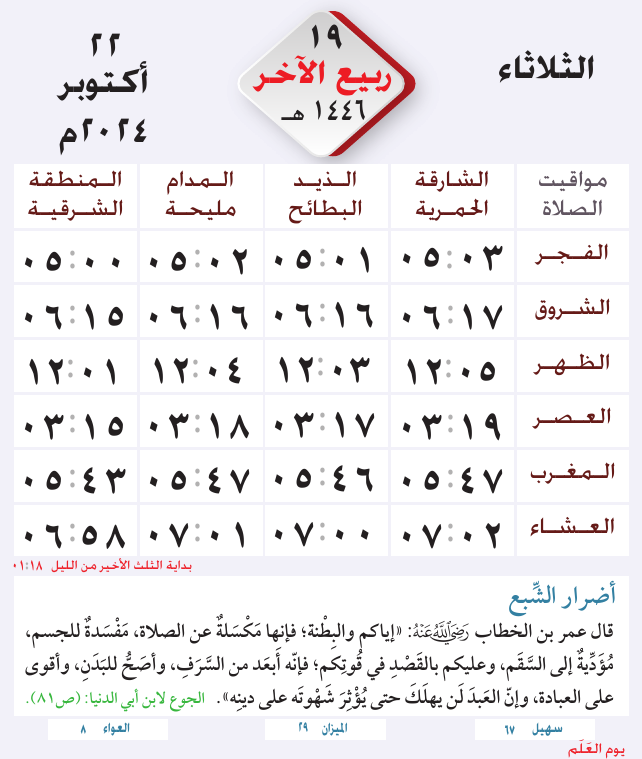 الثلاثاء
١٩
ربيع الآخر
١٤٤٦ هـ
٢٢
أكتوبر
٢٠٢٤م
مواقيت الصلاة | الشارقة الحمرية | الذيد البطائح | المدام مليحة | المنطقة الشرقية
الفجر ٠٥:٠٣ ٠٥:٠١ ٠٥:٠٢ ٠٥:٠٠
الشروق ٠٦:١٧ ٠٦:١٦ ٠٦:١٦ ٠٦:١٥
الظهر ١٢:٠٥ ١٢:٠٣ ١٢:٠٤ ١٢:٠١
العصر ٠٣:١٩ ٠٣:١٧ ٠٣:١٨ ٠٣:١٥
المغرب ٠٥:٤٧ ٠٥:٤٦ ٠٥:٤٧ ٠٥:٤٣
العشاء ٠٧:٠٢ ٠٧:٠٠ ٠٧:٠١ ٠٦:٥٨
بداية الثلث الأخير من الليل ٠١:١٨
أضرار الشِّبع
قال عمر بن الخطاب رَضِيَ اللَّهُ عَنْهُ: «إياكم والبِطْنة؛ فإنها مَكْسَلةٌ عن الصلاة، مَفْسَدةٌ للجسم،
مُؤَدِّيةٌ إلى السَّقَم، وعليكم بالقَصْدِ في قُوتِكم؛ فإنّه أَبعَد من السَّرَفِ، وأصَحُّ للبَدَنِ، وأقوى
على العبادة، وإنّ العبدَ لَن يهلَكَ حتى يُؤْثِرَ شَهْوتَه على دينِه». الجوع لابن أبي الدنيا: (ص٨١).
سهيل ٦٧
الميزان ٢٩
العواء ٨
يوم العَلَم